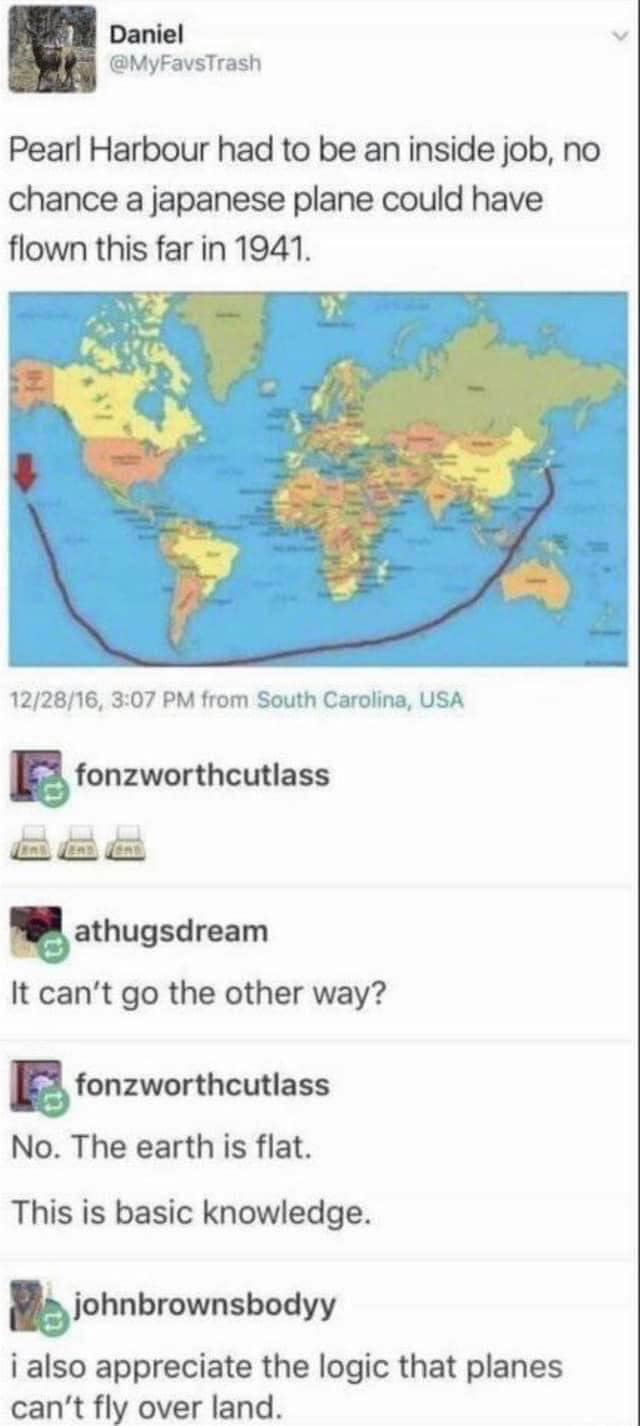 Daniel
@MyFavsTrash
Pearl Harbour had to be an inside job, no
chance a japanese plane could have
flown this far in 1941.
12/28/16, 3:07 PM from South Carolina, USA
fonzworthcutlass
athugsdream
It can't go the other way?
fonzworthcutlass
No. The earth is flat.
This is basic knowledge.
johnbrownsbodyy
i also appreciate the logic that planes
can't fly over land.